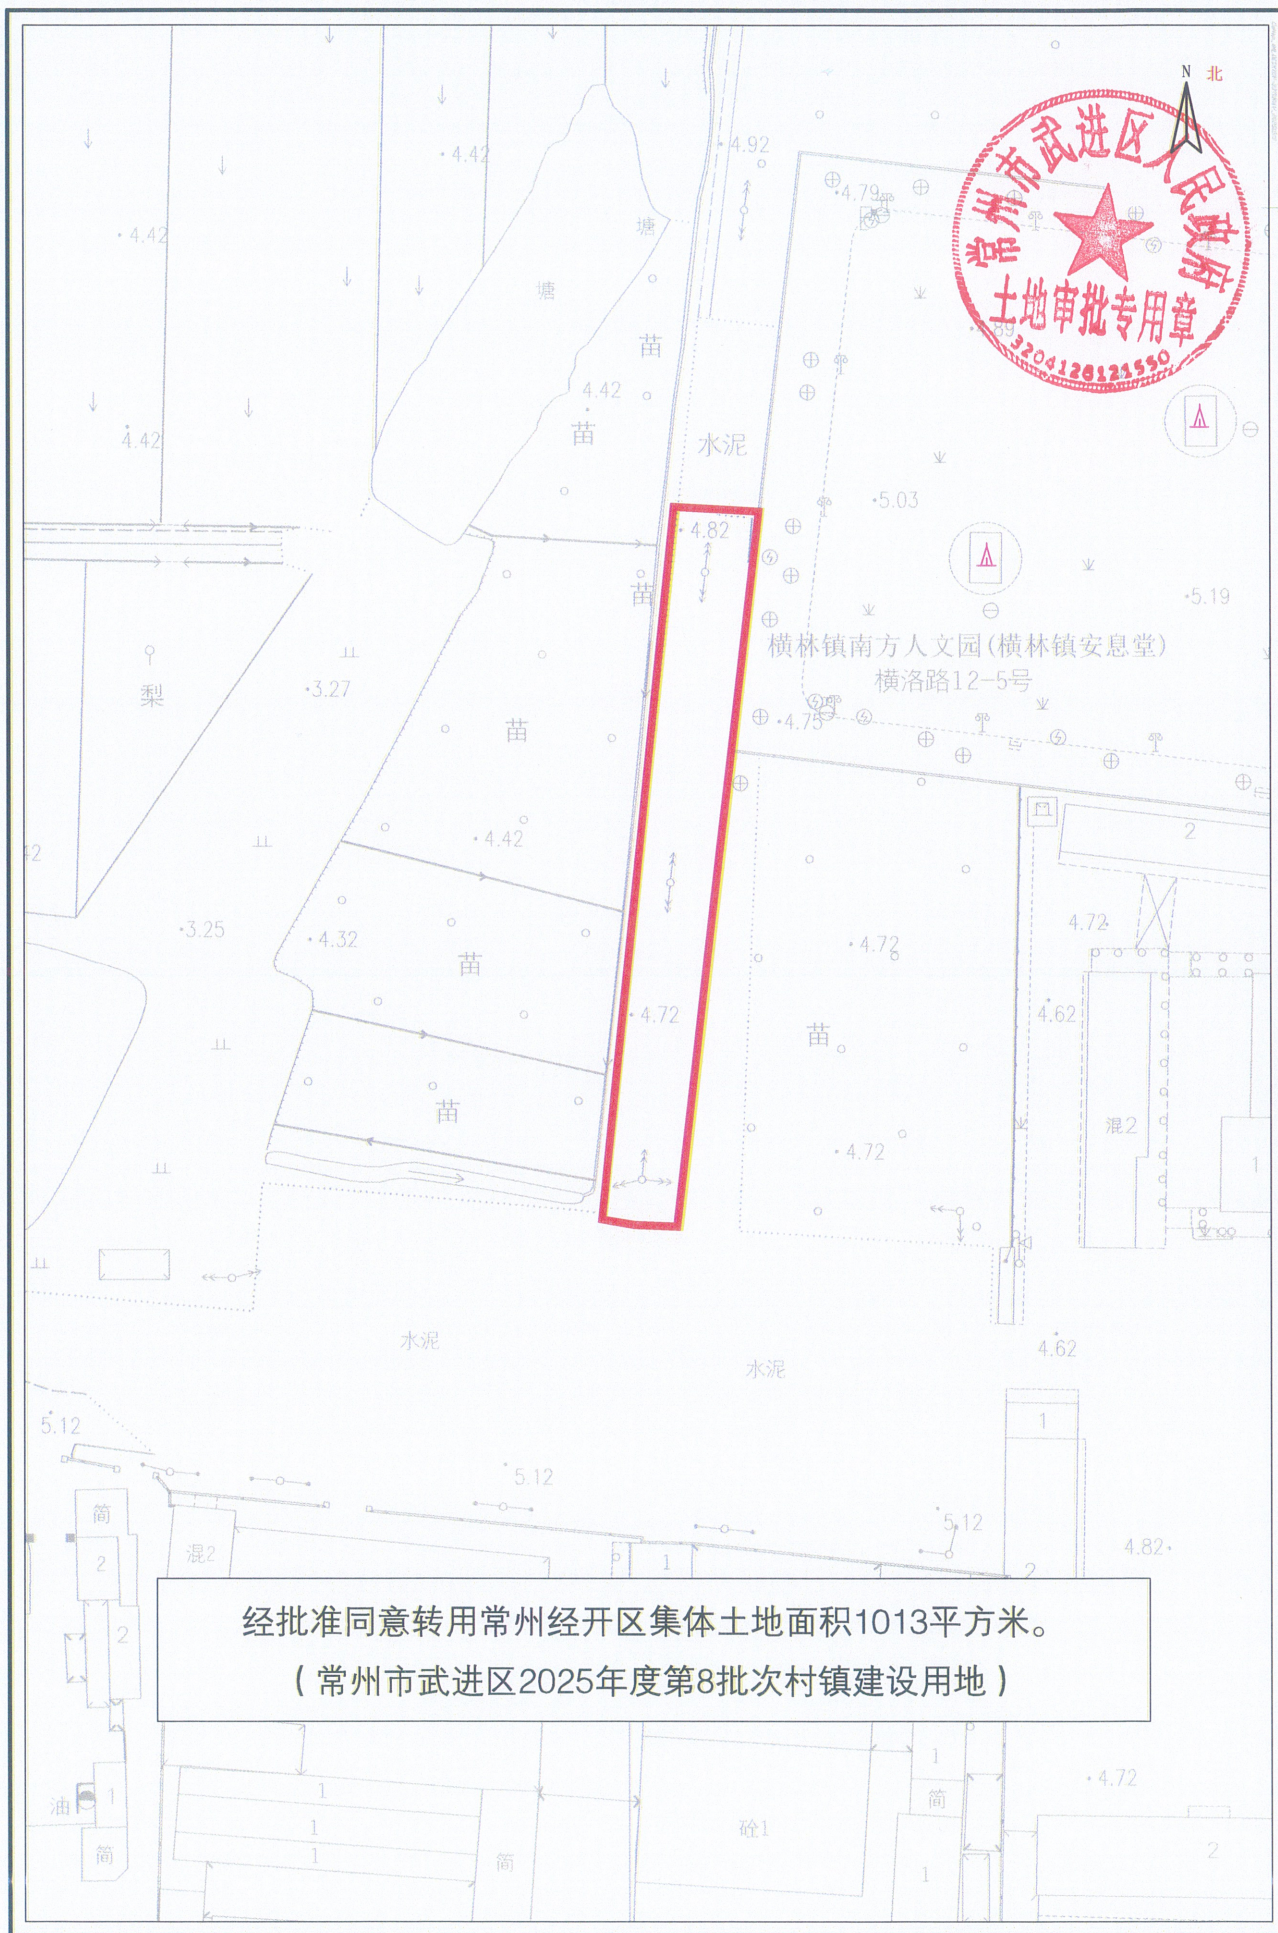 N 北
常州市武进区人民政府
土地审批专用章
3204126121550
4.92
4.79
4.42
4.42
塘
塘
苗
4.89
4.42
苗
4.42
水泥
5.03
4.82
苗
5.19
横林镇南方人文园(横林镇安息堂)
横洛路12-5号
梨
3.27
苗
4.75
4.42
2
42
3.25
4.32
4.72
4.72
苗
4.72
4.62
苗
苗
混2
4.72
1
水泥
水泥
4.62
5.12
1
5.12
简
5.12
4.82
混2
2
1
2
2
经批准同意转用常州经开区集体土地面积1013平方米。
(常州市武进区2025年度第8批次村镇建设用地)
1
4.72
1
1
简
油
1
砼1
1
2
简
简
1